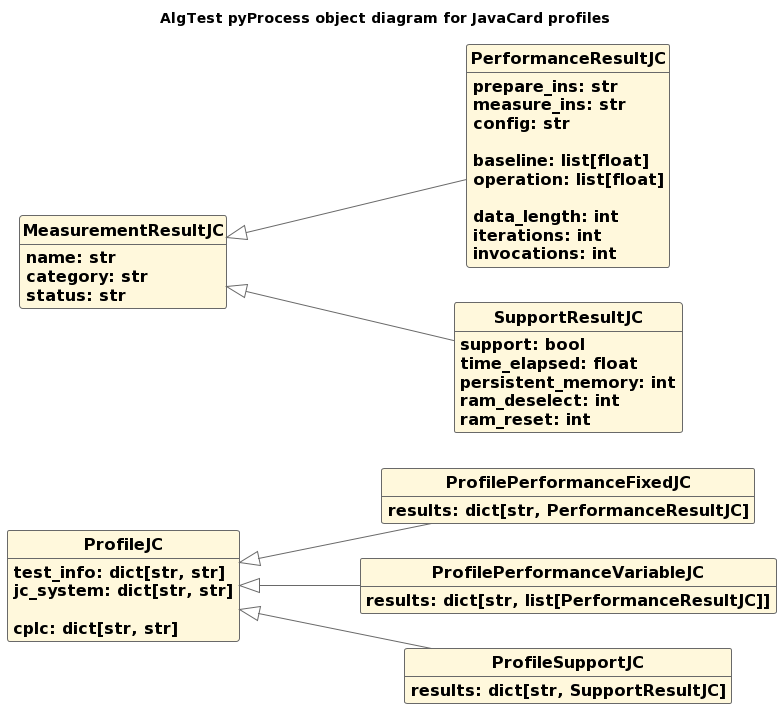 AlgTest pyProcess object diagram for JavaCard profiles
PerformanceResultJC
prepare_ins: str
measure_ins: str
config: str
baseline: list[float]
operation: list[float]
data_length: int
iterations: int
invocations: int
MeasurementResultJC
name: str
category: str
status: str
SupportResultJC
support: bool
time_elapsed: float
persistent_memory: int
ram_deselect: int
ram_reset: int
ProfilePerformanceFixedJC
results: dict[str, PerformanceResultJC]
ProfileJC
test_info: dict[str, str]
jc_system: dict[str, str]
cplc: dict[str, str]
ProfilePerformanceVariableJC
results: dict[str, list[PerformanceResultJC]]
ProfileSupportJC
results: dict[str, SupportResultJC]